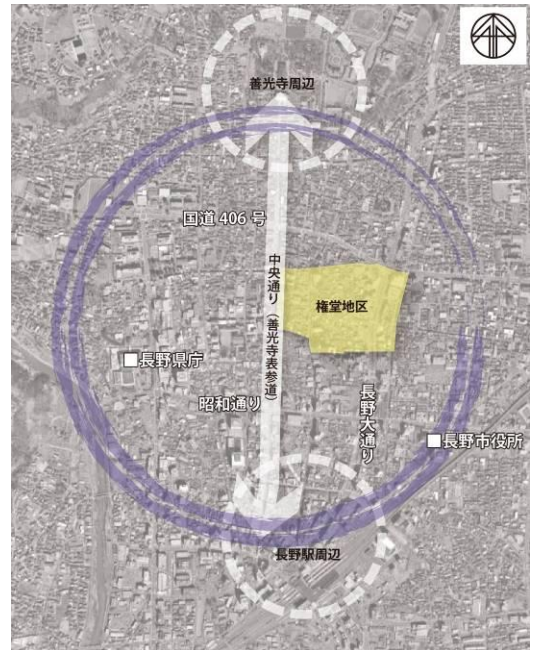 善光寺周辺
国道 406 号
中央通り（善光寺表参道）
権堂地区
■長野県庁
昭和通り
長野大通り
■長野市役所
長野駅周辺